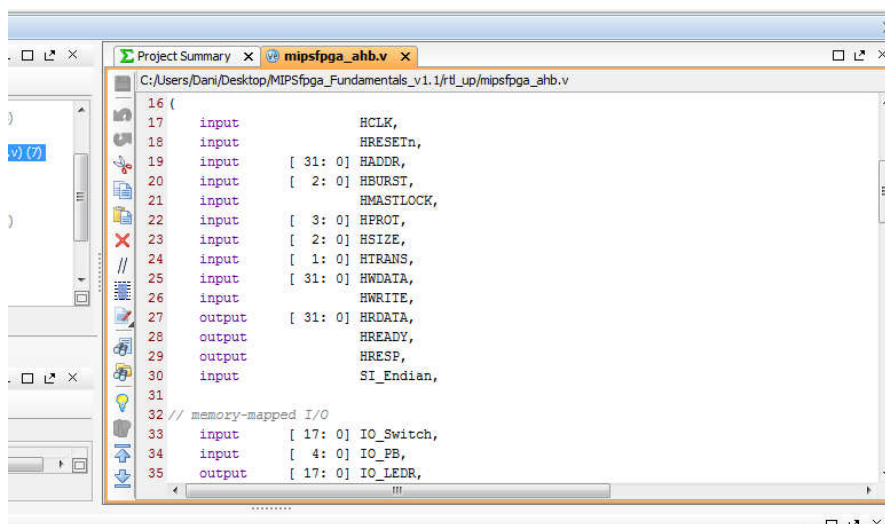 Project Summary mipsfpga_ahb.v
C:/Users/Dani/Desktop/MIPSfpga_Fundamentals_v1.1/rtl_up/mipsfpga_ahb.v
16 (
17 input HCLK,
18 input HRESETn,
19 input [ 31: 0] HADDR,
20 input [ 2: 0] HBURST,
21 input HMASTLOCK,
22 input [ 3: 0] HPROT,
23 input [ 2: 0] HSIZE,
24 input [ 1: 0] HTRANS,
25 input [ 31: 0] HWDATA,
26 input HWRITE,
27 output [ 31: 0] HRDATA,
28 output HREADY,
29 output HRESP,
30 input SI_Endian,
31
32 // memory-mapped I/O
33 input [ 17: 0] IO_Switch,
34 input [ 4: 0] IO_PB,
35 output [ 17: 0] IO_LEDR,
)
.v) (7)
)